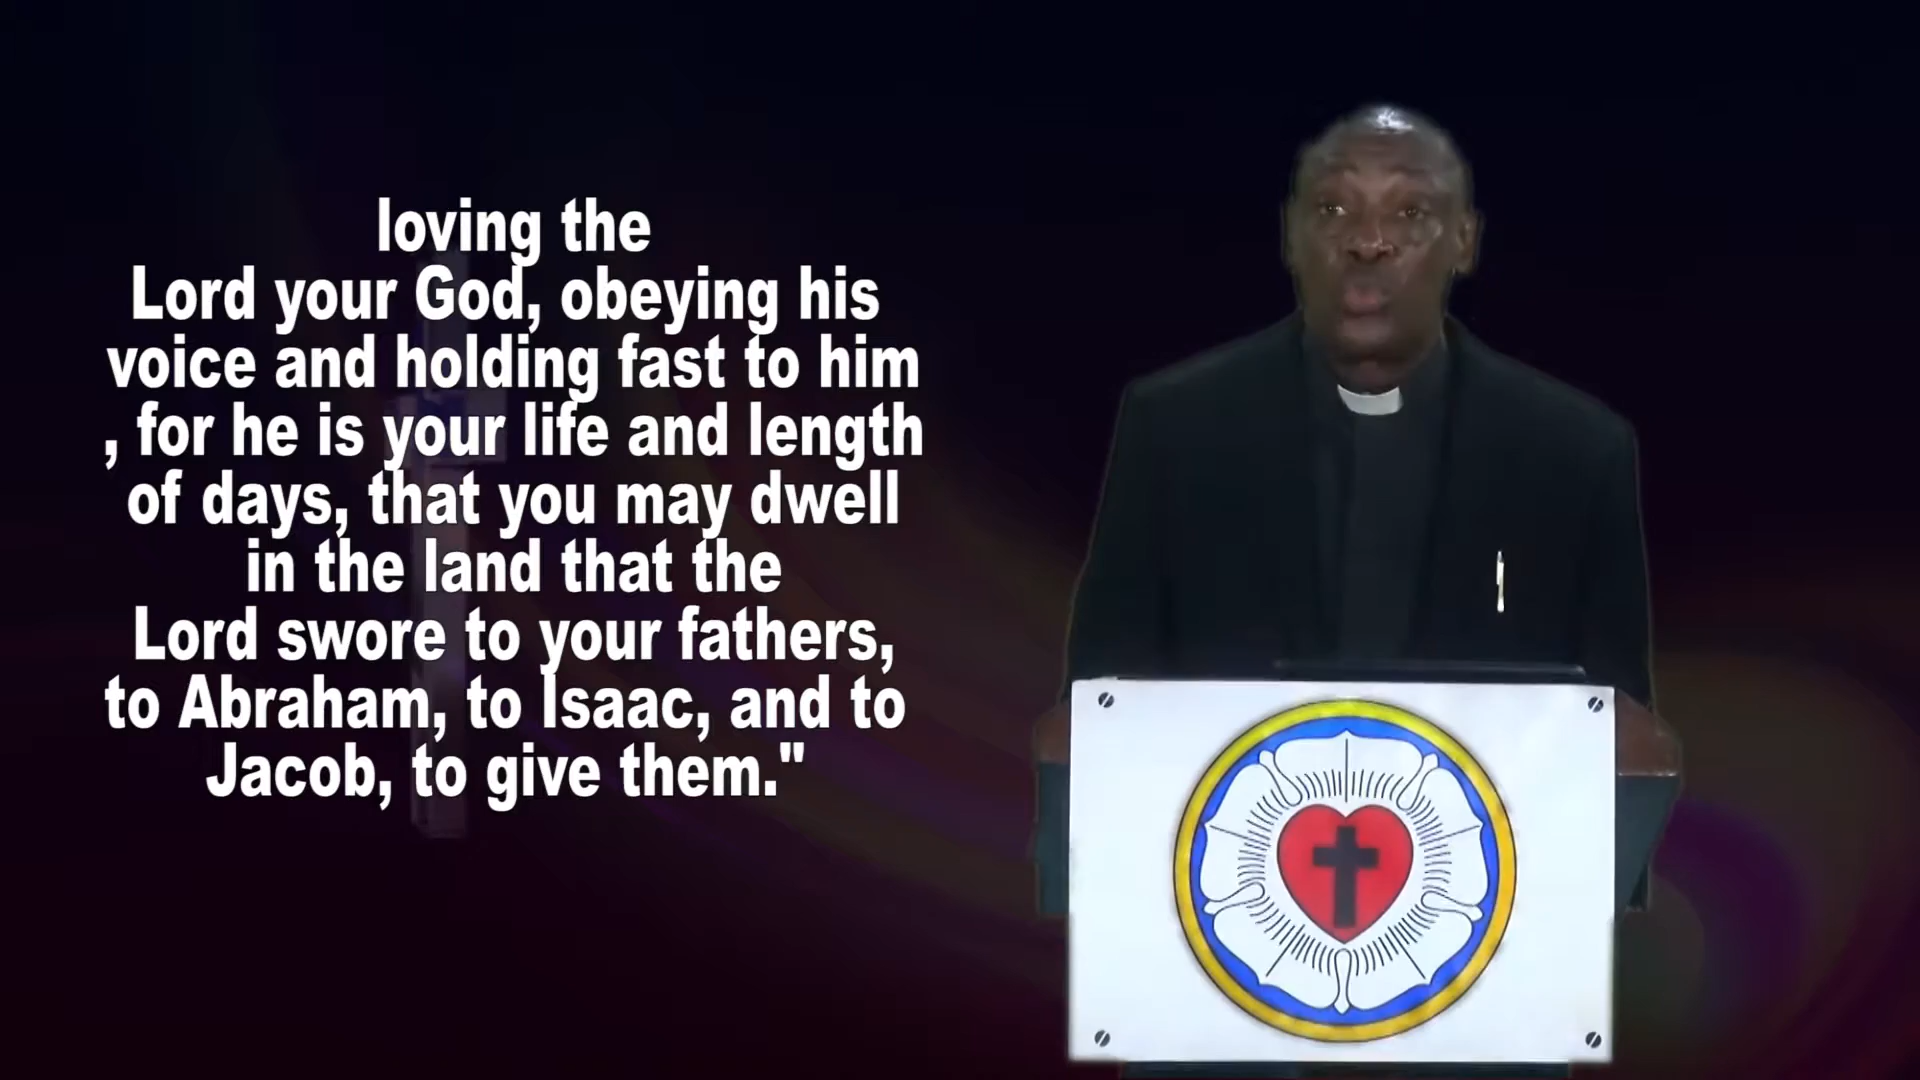 loving the
Lord your God, obeying his
voice and holding fast to him
, for he is your life and length
of days, that you may dwell
in the land that the
Lord swore to your fathers,
to Abraham, to Isaac, and to
Jacob, to give them."